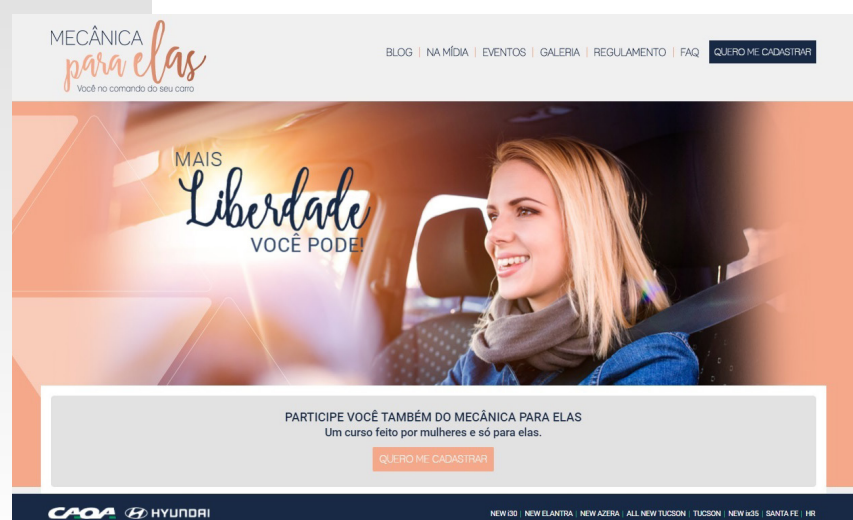 MECÂNICA
para elas
Você no comando do seu carro
BLOG | NA MÍDIA | EVENTOS | GALERIA | REGULAMENTO | FAQ QUERO ME CADASTRAR
MAIS
Liberdade
VOCÊ PODE!
PARTICIPE VOCÊ TAMBÉM DO MECÂNICA PARA ELAS
Um curso feito por mulheres e só para elas.
QUERO ME CADASTRAR
CAOA HYUNDAI NEW i30 | NEW ELANTRA | NEW AZERA | ALL NEW TUCSON | TUCSON | NEW ix35 | SANTA FE | HR